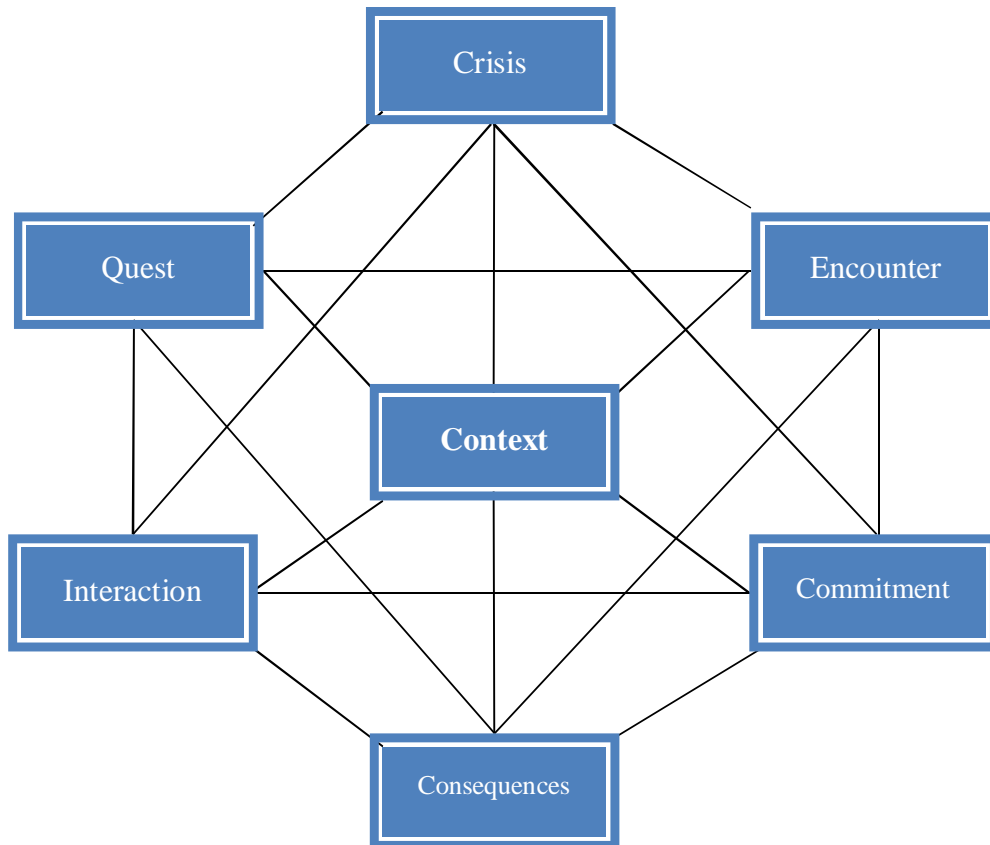 Crisis
Quest
Encounter
Context
Interaction
Commitment
Consequences